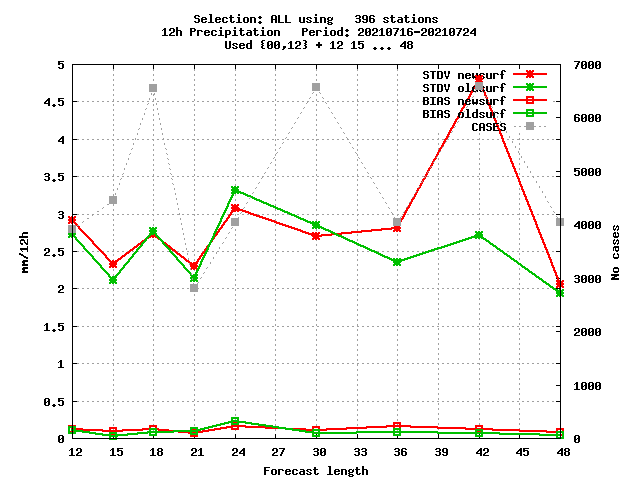 Selection: ALL using   396 stations
12h Precipitation   Period: 20210716-20210724
Used {00,12} + 12 15 ... 48
STDV newsurf
STDV oldsurf
BIAS newsurf
BIAS oldsurf
CASES
5
4,5
4
3,5
3
2,5
2
1,5
1
0,5
0
mm/12h
7000
6000
5000
4000
3000
2000
1000
0
No cases
12 15 18 21 24 27 30 33 36 39 42 45 48
Forecast length